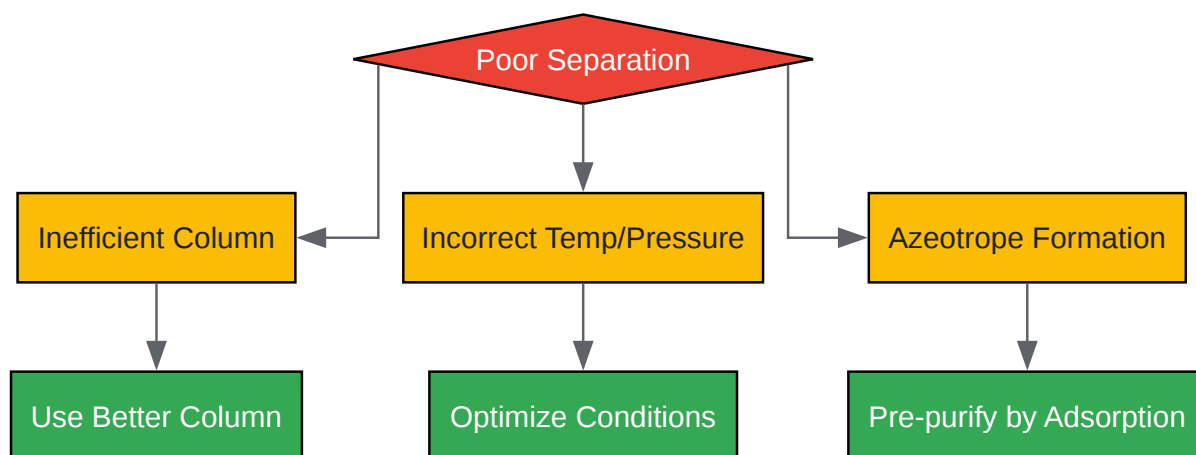 Poor Separation
Inefficient Column
Incorrect Temp/Pressure
Azeotrope Formation
Use Better Column
Optimize Conditions
Pre-purify by Adsorption